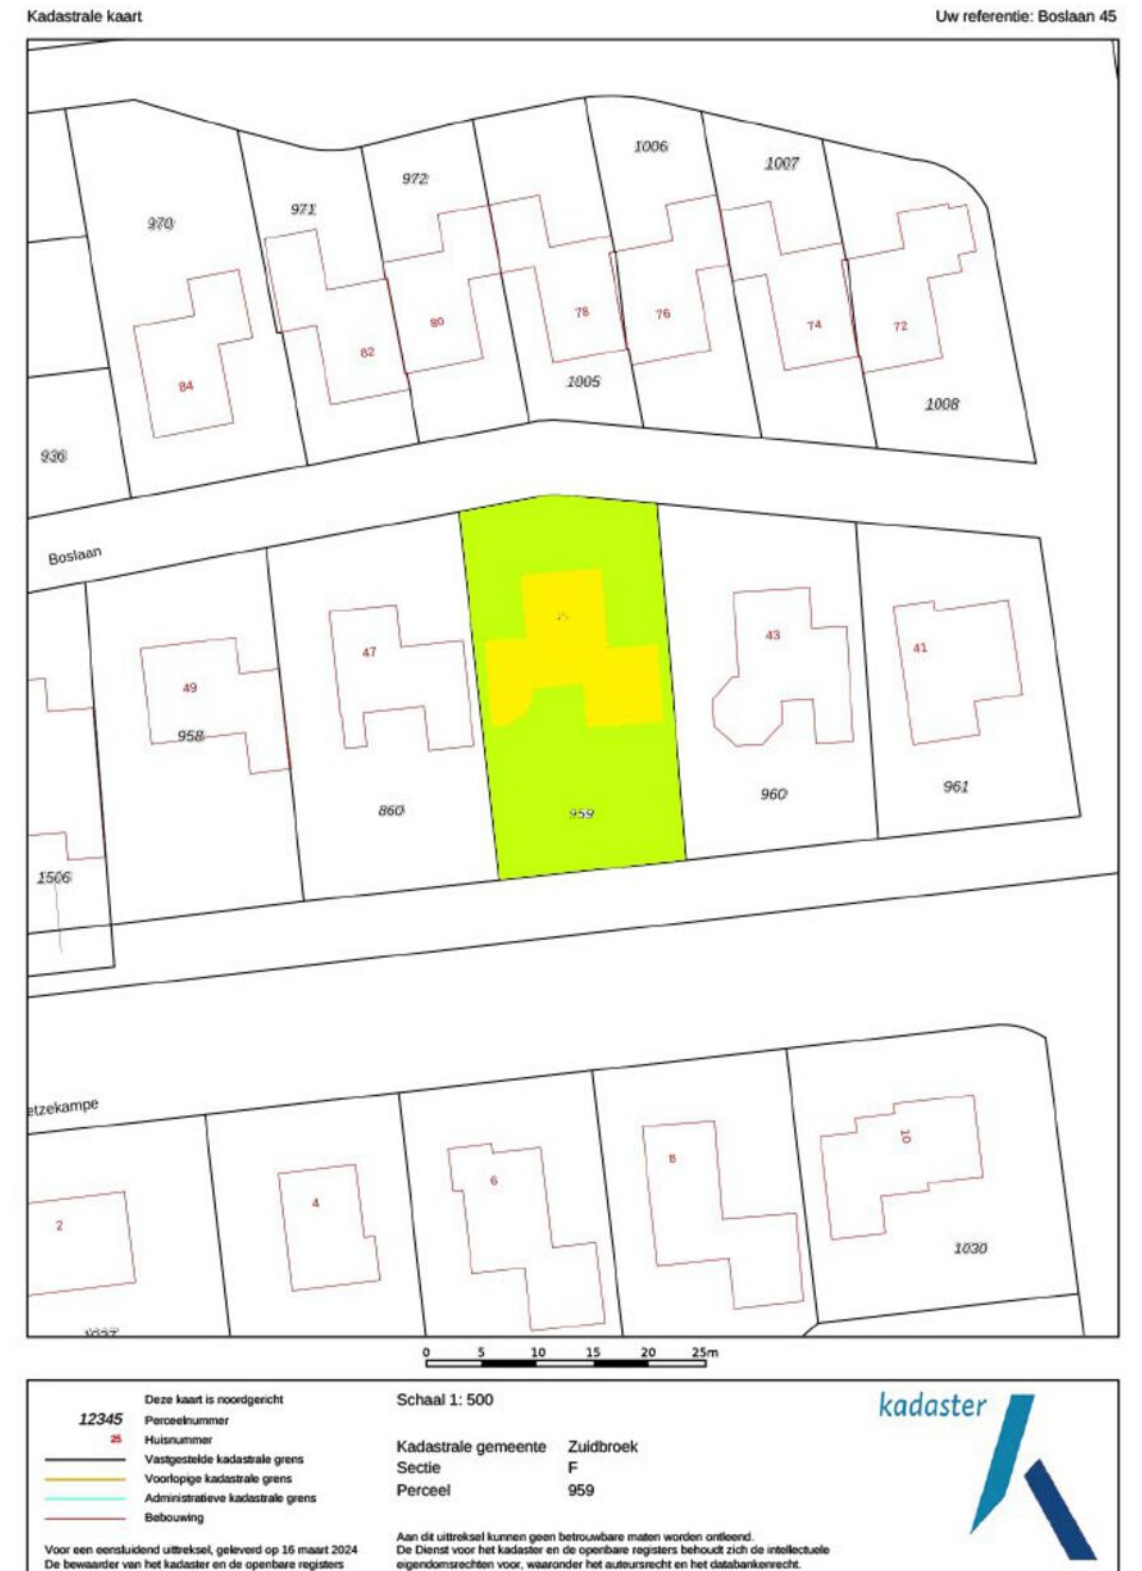 Kadastrale kaart
Uw referentie: Boslaan 45
1006
1007
972
971
970
80
78
76
74
72
82
84
1005
1008
936
Boslaan
47
43
41
49
958
860
959
960
961
1506
etzekampe
10
8
6
4
2
1030
0 5 10 15 20 25m
Deze kaart is noordgericht
12345 Perceelnummer
25 Huisnummer
Vastgestelde kadastrale grens
Voorlopige kadastrale grens
Administratieve kadastrale grens
Bebouwing
Voor een eensluidend uittreksel, geleverd op 16 maart 2024
De bewaarder van het kadaster en de openbare registers
Schaal 1: 500
Kadastrale gemeente Zuidbroek
Sectie F
Perceel 959
Aan dit uittreksel kunnen geen betrouwbare maten worden ontleend.
De Dienst voor het kadaster en de openbare registers behoudt zich de intellectuele
eigendomsrechten voor, waaronder het auteursrecht en het databankenrecht.
kadaster